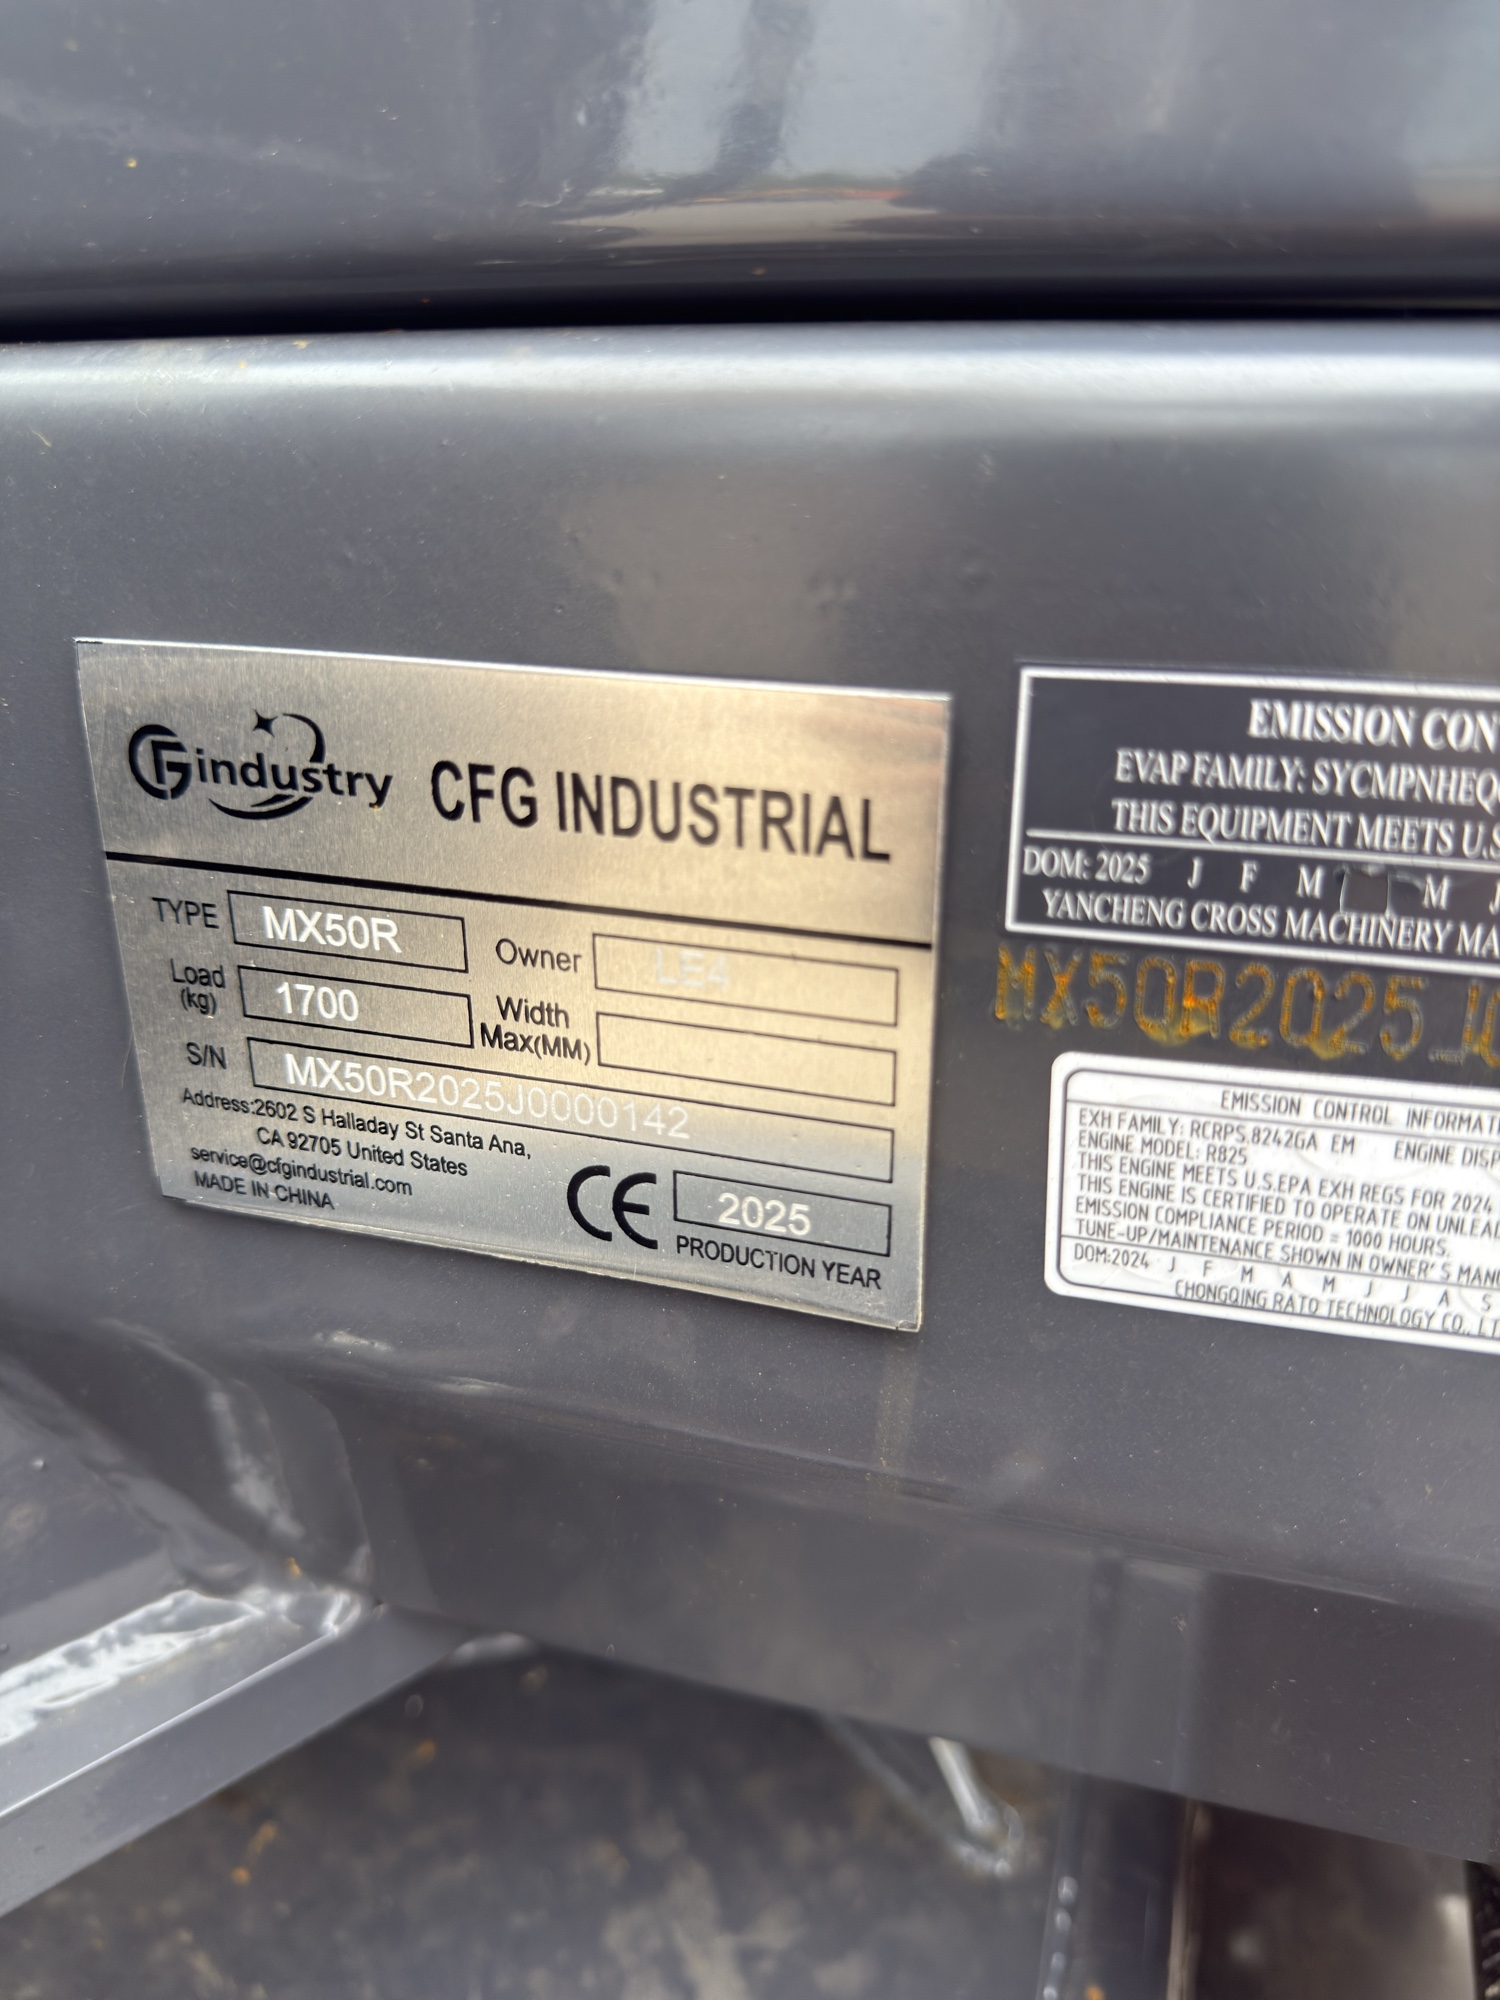 CFG industry CFG INDUSTRIAL
TYPE MX50R Owner LE4
Load (kg) 1700 Width Max(MM)
S/N MX50R2025J0000142
Address:2602 S Halladay St Santa Ana,
CA 92705 United States
service@cfgindustrial.com
MADE IN CHINA
CE 2025
PRODUCTION YEAR
EMISSION CON
EVAP FAMILY: SYCMPNHEQ
THIS EQUIPMENT MEETS U.S
DOM: 2025 J F M M J
YANCHENG CROSS MACHINERY MA
MX50R2025J0
EMISSION CONTROL INFORMAT
EXH FAMILY: RCRPS.8242GA EM ENGINE DISP
ENGINE MODEL: R825
THIS ENGINE MEETS U.S.EPA EXH REGS FOR 2024
THIS ENGINE IS CERTIFIED TO OPERATE ON UNLEA
EMISSION COMPLIANCE PERIOD = 1000 HOURS.
TUNE-UP/MAINTENANCE SHOWN IN OWNER'S MAN
DOM:2024 J F M A M J J A S
CHONGQING RATO TECHNOLOGY CO., LT